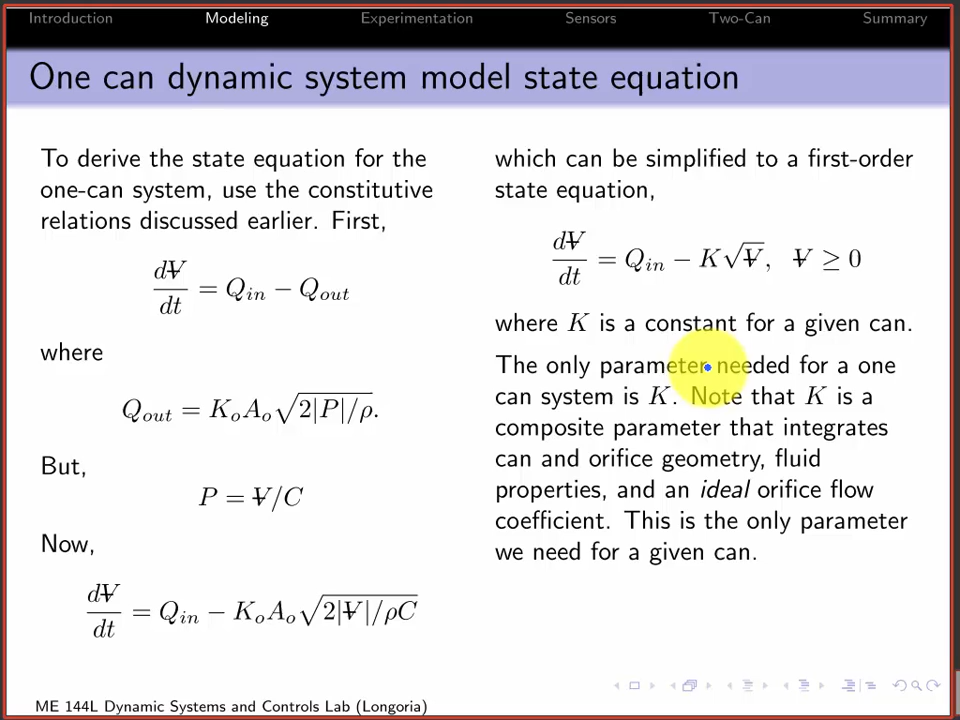 Introduction Modeling Experimentation Sensors Two-Can Summary
One can dynamic system model state equation
To derive the state equation for the
one-can system, use the constitutive
relations discussed earlier. First,
dV̶/dt = Q_in − Q_out
where
Q_out = K_o A_o √(2|P|/ρ).
But,
P = V̶/C
Now,
dV̶/dt = Q_in − K_o A_o √(2|V̶|/ρC)
which can be simplified to a first-order
state equation,
dV̶/dt = Q_in − K√V̶, V̶ ≥ 0
where K is a constant for a given can.
The only parameter needed for a one
can system is K. Note that K is a
composite parameter that integrates
can and orifice geometry, fluid
properties, and an ideal orifice flow
coefficient. This is the only parameter
we need for a given can.
ME 144L Dynamic Systems and Controls Lab (Longoria)